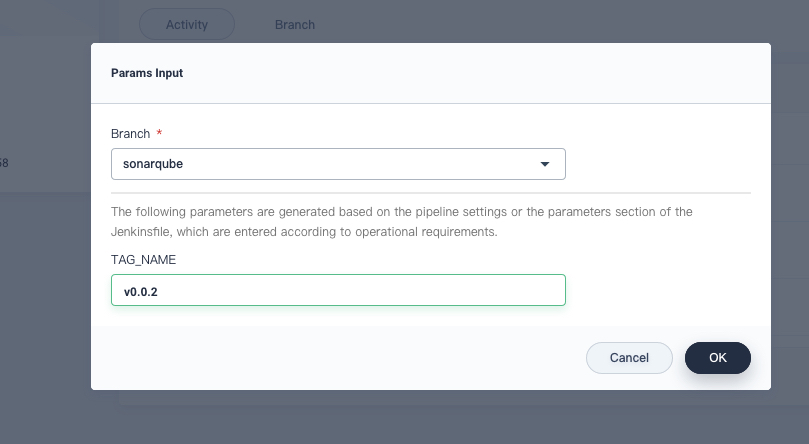 Activity
Branch
58
Params Input
Branch *
sonarqube
The following parameters are generated based on the pipeline settings or the parameters section of the
Jenkinsfile, which are entered according to operational requirements.
TAG_NAME
v0.0.2
Cancel
OK